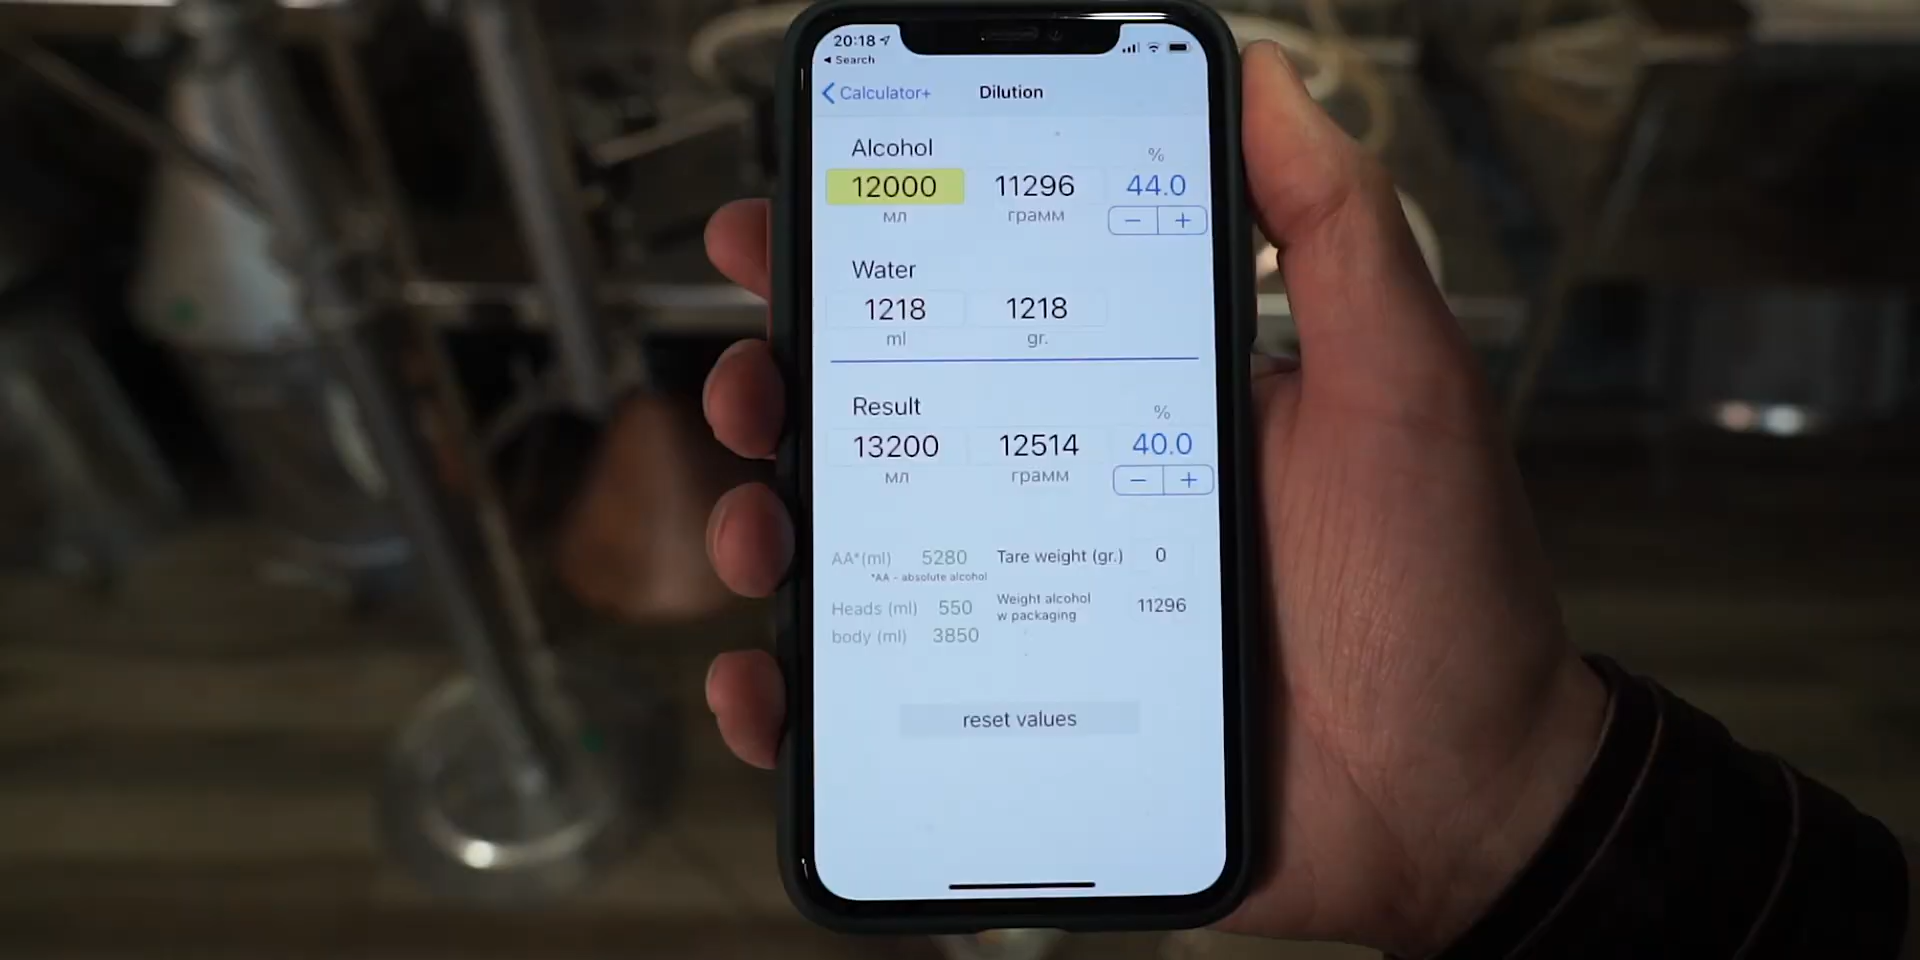 20:18
Search
Calculator+ Dilution
Alcohol
%
12000 11296 44.0
мл грамм
− +
Water
1218 1218
ml gr.
Result
%
13200 12514 40.0
мл грамм
− +
AA*(ml) 5280 Tare weight (gr.) 0
*AA - absolute alcohol
Heads (ml) 550 Weight alcohol
w packaging 11296
body (ml) 3850
reset values